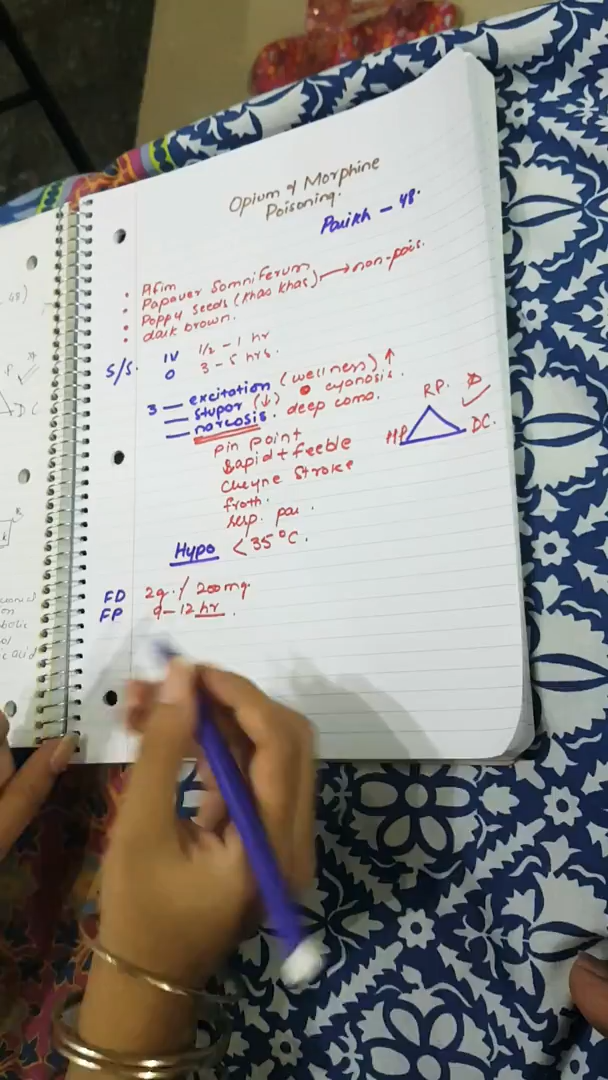 Opium & Morphine
Poisoning.
Parikh - 48.
• Afim
• Papaver Somniferum
• Poppy seeds (khas khas) → non-pois.
• dark brown.
S/S. IV 1/2 - 1 hr
O 3 - 5 hrs.
3 — excitation (wellness) ↑
— stupor (↓) cyanosis.
— narcosis. deep coma.
RP.
HP DC.
pin point
Rapid + feeble
Cheyne Stroke
froth.
resp. par.
Hypo < 35°C.
FD 2g. / 200mg.
FP 9-12 hr.
48)
DC